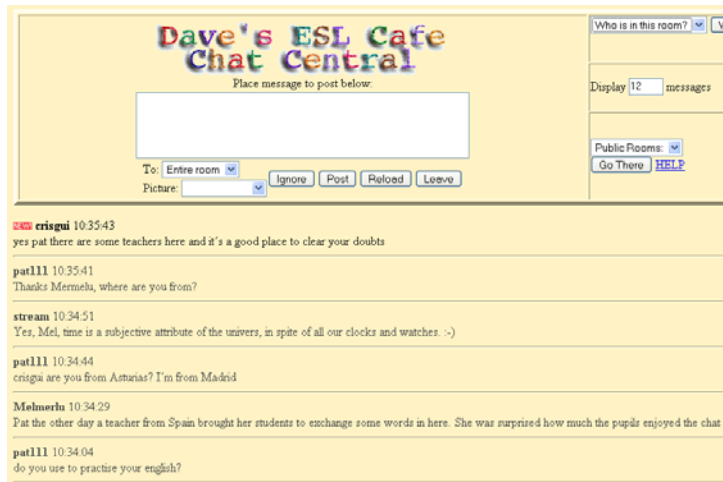 Dave's ESL Cafe
Chat Central
Place message to post below:
To: Entire room
Picture:
Ignore Post Reload Leave
Who is in this room?
Display 12 messages
Public Rooms:
Go There HELP
NEW! crisgui 10:35:43
yes pat there are some teachers here and it´s a good place to clear your doubts
pat111 10:35:41
Thanks Mermelu, where are you from?
stream 10:34:51
Yes, Mel, time is a subjective attribute of the univers, in spite of all our clocks and watches. :-)
pat111 10:34:44
crisgui are you from Asturias? I´m from Madrid
Melmerlu 10:34:29
Pat the other day a teacher from Spain brought her students to exchange some words in here. She was surprised how much the pupils enjoyed the chat
pat111 10:34:04
do you use to practise your english?